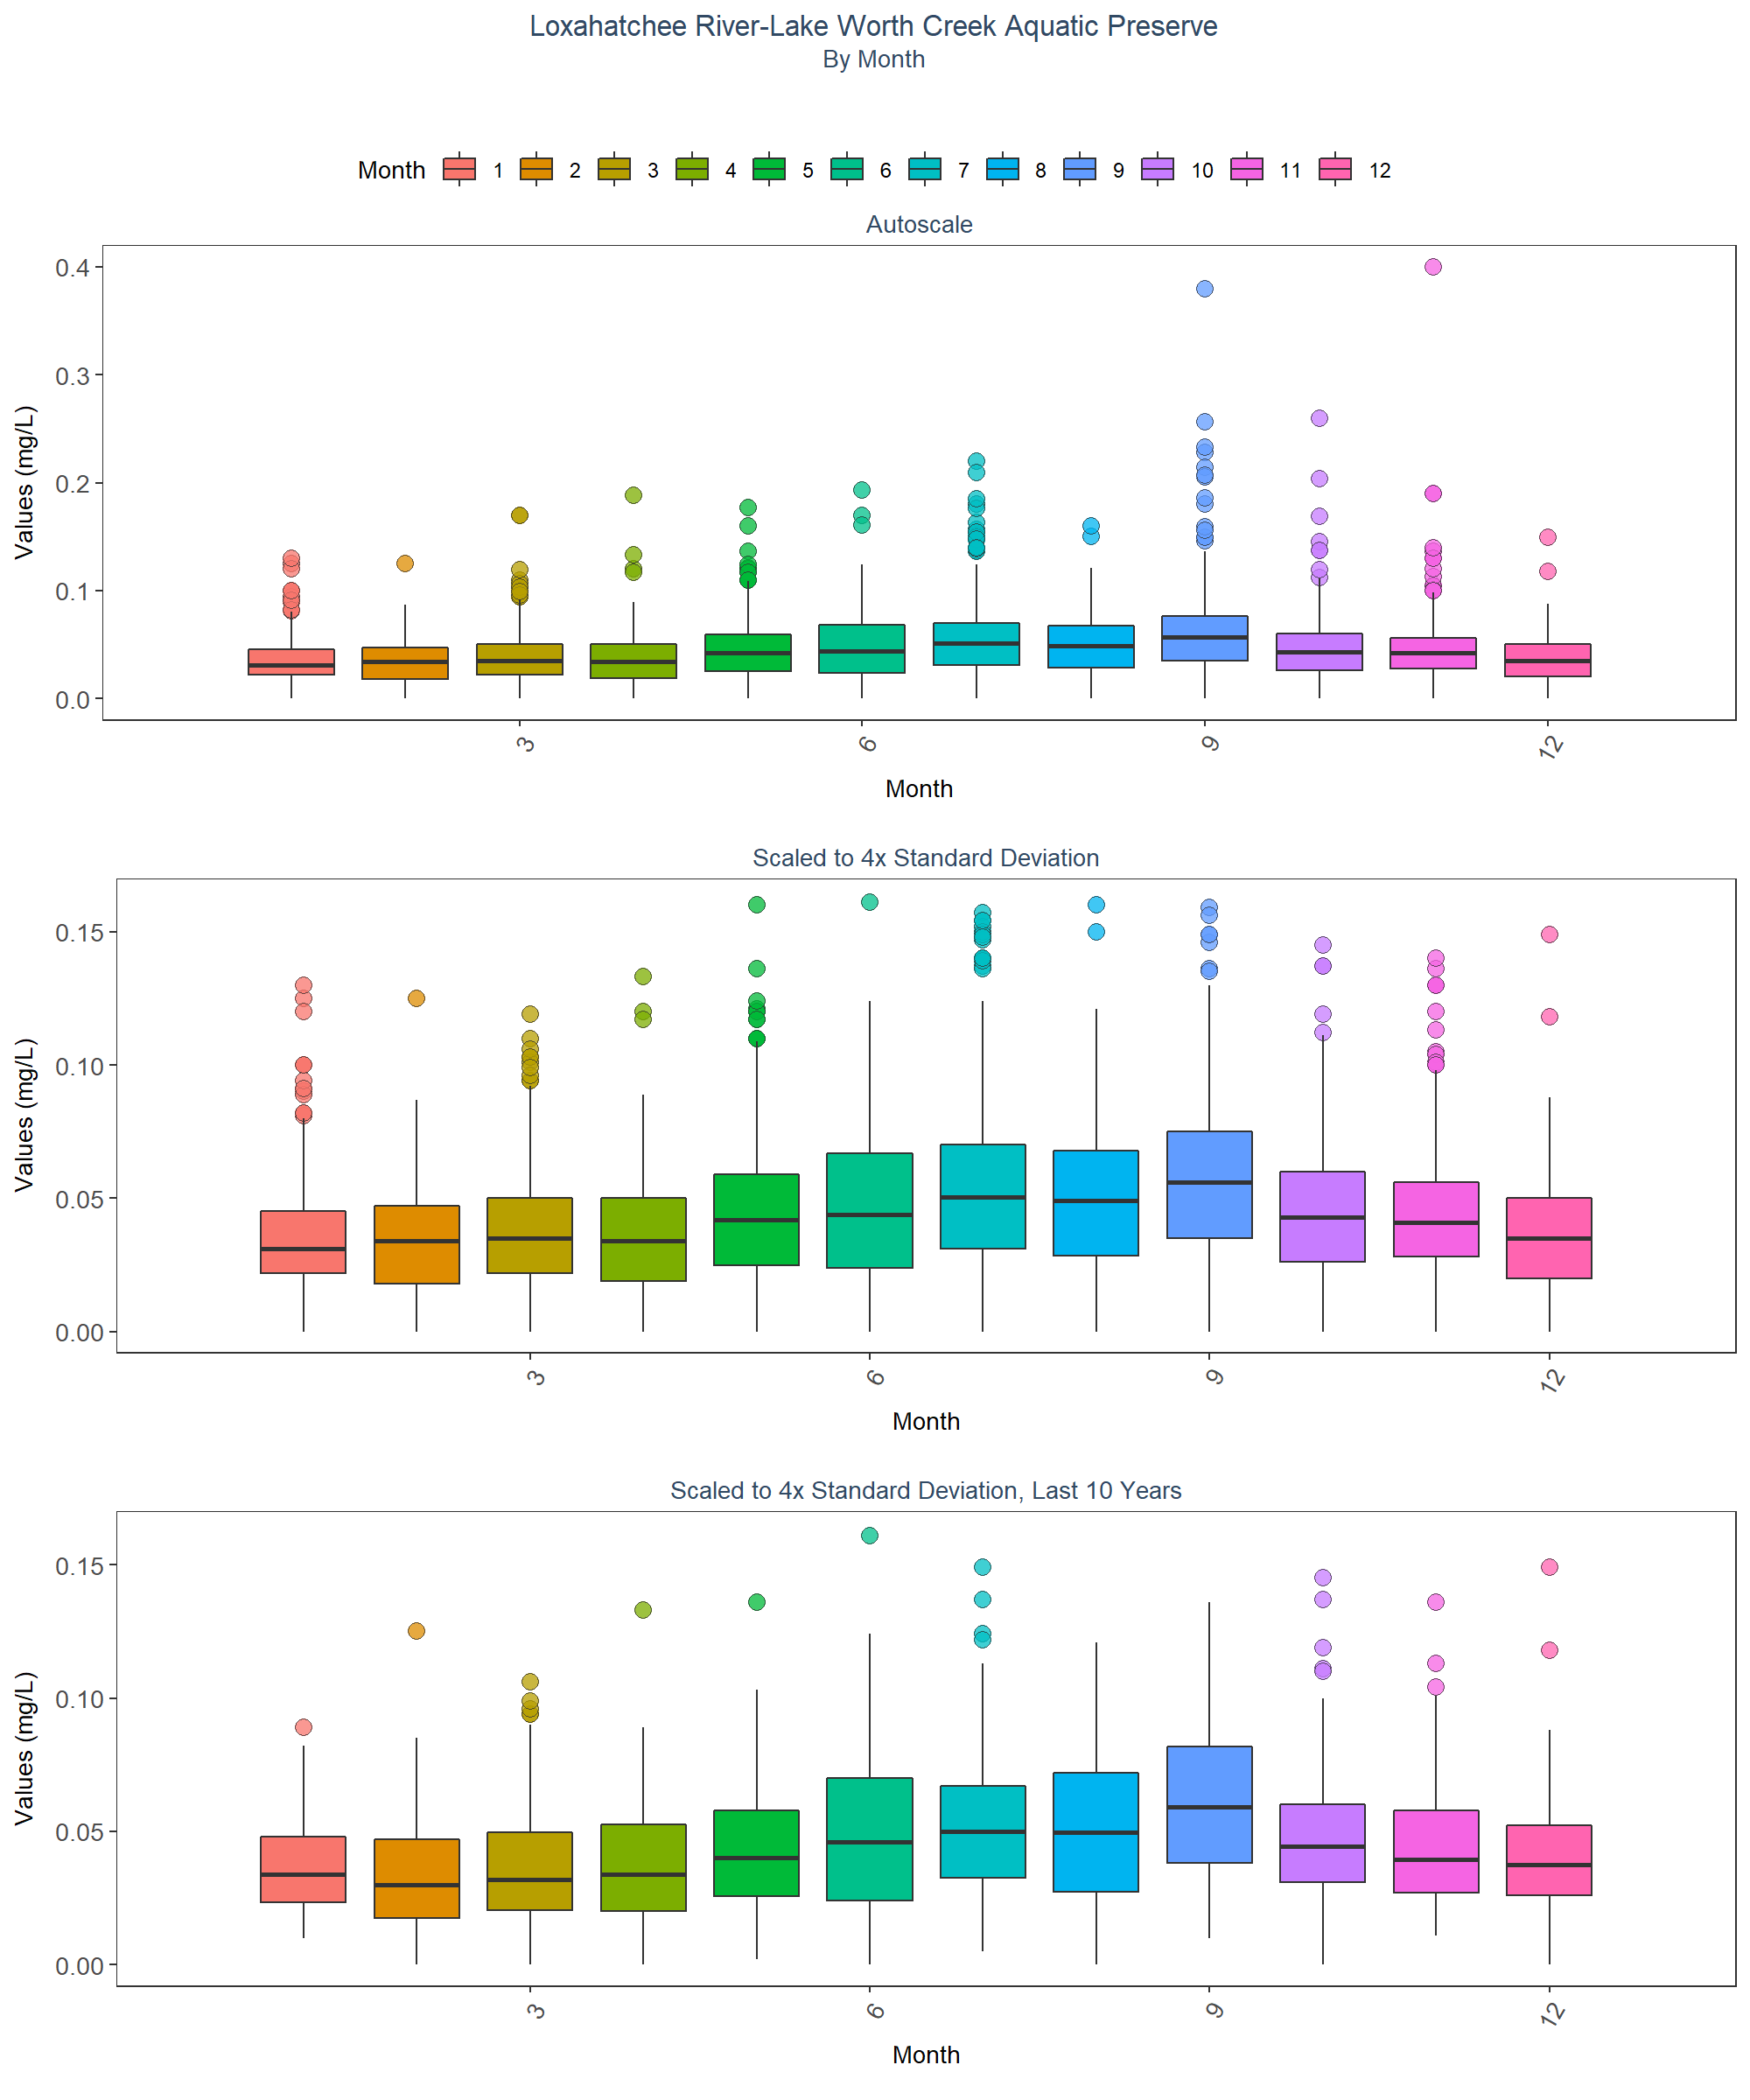 Loxahatchee River-Lake Worth Creek Aquatic Preserve
By Month
Month 1 2 3 4 5 6 7 8 9 10 11 12
Autoscale
Values (mg/L)
0.4
0.3
0.2
0.1
0.0
3 6 9 12
Month
Scaled to 4x Standard Deviation
Values (mg/L)
0.15
0.10
0.05
0.00
3 6 9 12
Month
Scaled to 4x Standard Deviation, Last 10 Years
Values (mg/L)
0.15
0.10
0.05
0.00
3 6 9 12
Month